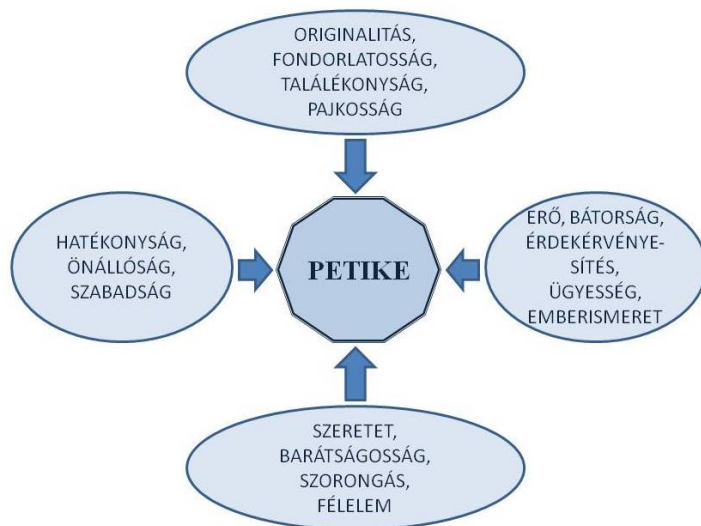 ORIGINALITÁS,
FONDORLATOSSÁG,
TALÁLÉKONYSÁG,
PAJKOSSÁG
HATÉKONYSÁG,
ÖNÁLLÓSÁG,
SZABADSÁG
PETIKE
ERŐ, BÁTORSÁG,
ÉRDEKÉRVÉNYE-
SÍTÉS,
ÜGYESSÉG,
EMBERISMERET
SZERETET,
BARÁTSÁGOSSÁG,
SZORONGÁS,
FÉLELEM